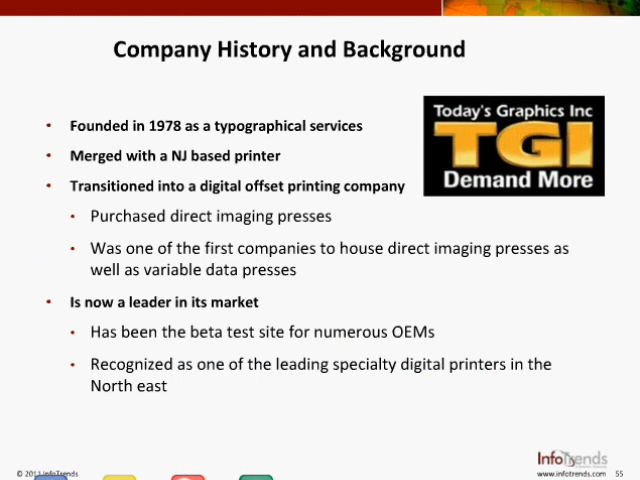 Company History and Background
• Founded in 1978 as a typographical services
• Merged with a NJ based printer
• Transitioned into a digital offset printing company
• Purchased direct imaging presses
• Was one of the first companies to house direct imaging presses as
well as variable data presses
• Is now a leader in its market
• Has been the beta test site for numerous OEMs
• Recognized as one of the leading specialty digital printers in the
North east
Today's Graphics Inc
TGI
Demand More
© 2011 InfoTrends
InfoTrends
www.infotrends.com 55